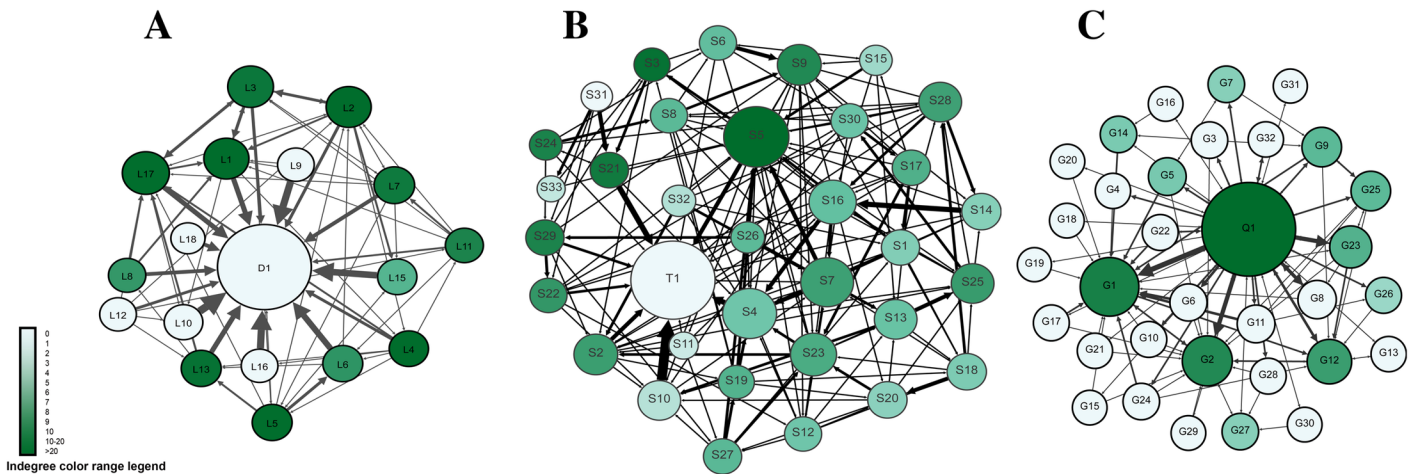 A
B
C
L3
L2
L1
L9
L17
L7
L18
L11
D1
L8
L15
L12
L10
L13
L16
L6
L4
L5
0
1
2
3
4
5
6
7
8
9
10
10-20
>20
Indegree color range legend
S6
S3
S9
S15
S31
S28
S8
S30
S5
S24
S21
S17
S33
S32
S16
S14
S29
S26
S1
T1
S7
S25
S22
S4
S13
S11
S2
S23
S18
S19
S10
S20
S12
S27
G7
G31
G16
G14
G3
G32
G9
G20
G5
G4
G25
G18
G22
Q1
G23
G19
G1
G6
G8
G26
G17
G11
G10
G21
G2
G12
G13
G28
G15
G24
G29
G27
G30